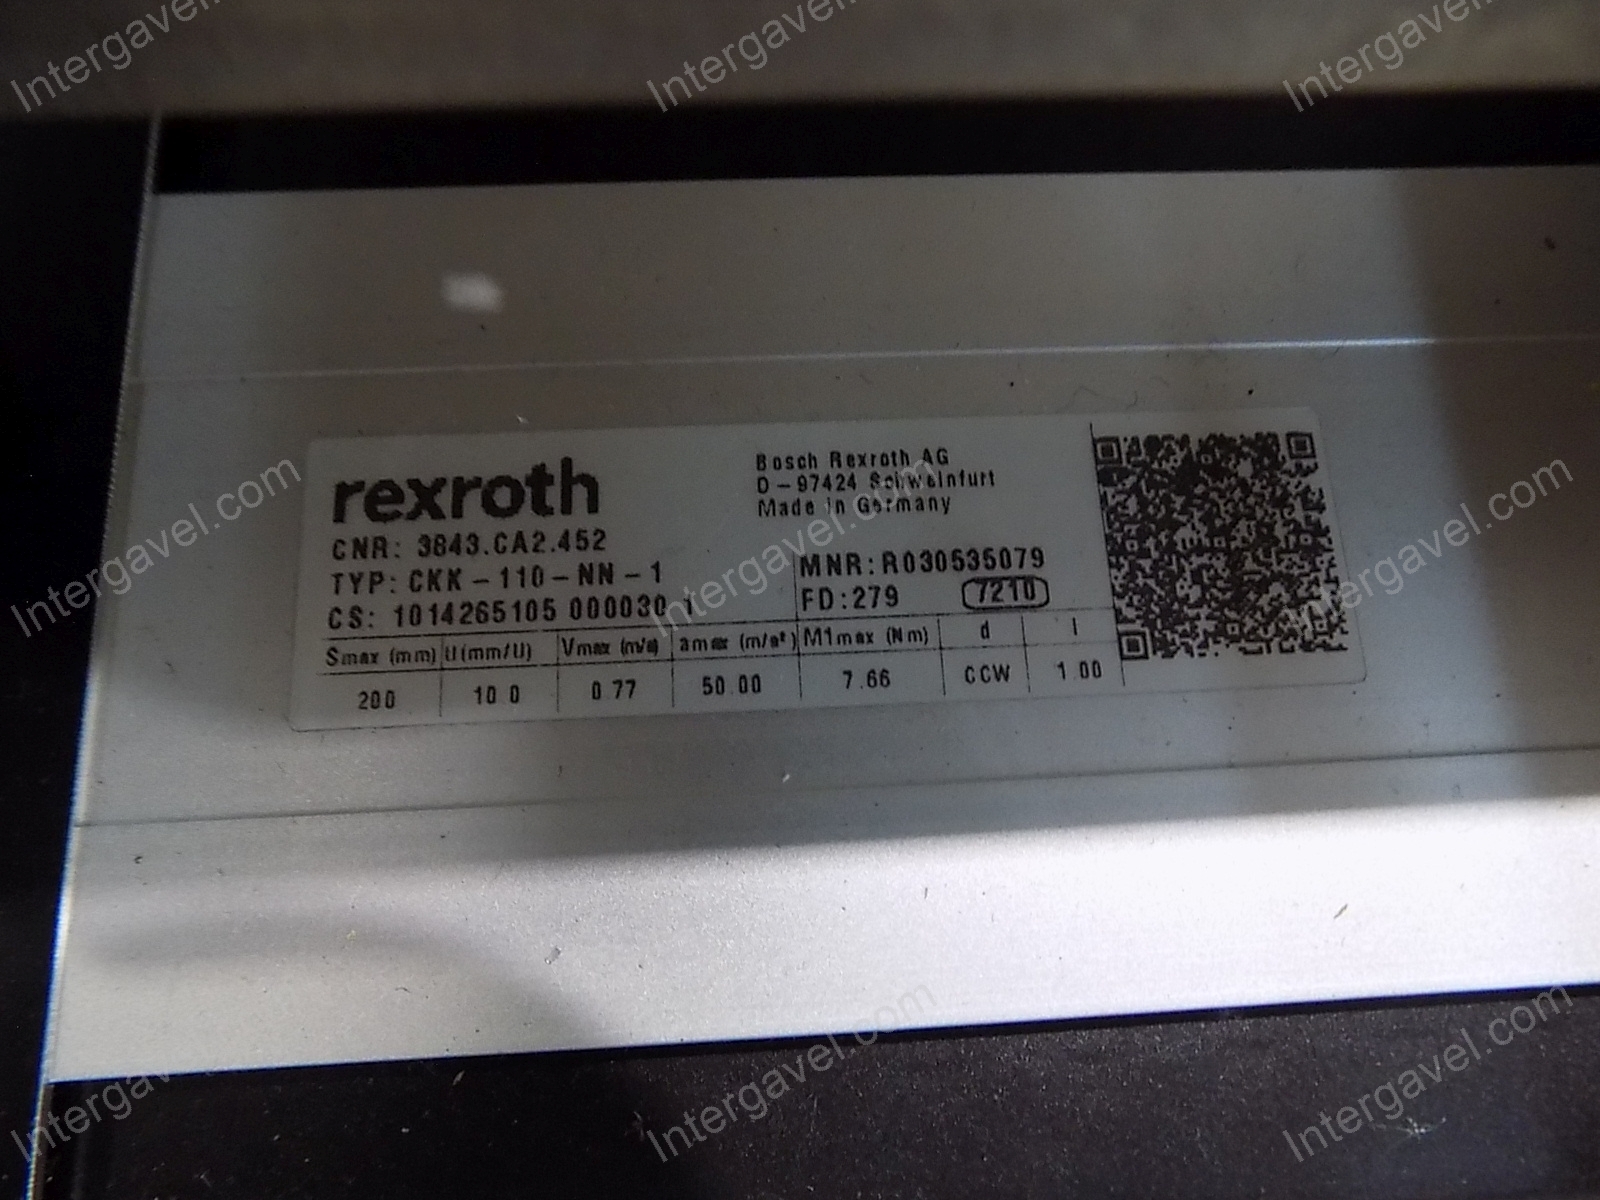 Intergavel.com
Intergavel.com
Intergavel.com
rexroth
Bosch Rexroth AG
D-97424 Schweinfurt
Made in Germany
CNR: 3843.CA2.452
TYP: CKK-110-NN-1
MNR: R030535079
CS: 1014265105 000030 1
FD: 279 7210
Smax (mm) U(mm/U) Vmax (m/s) amax (m/s²) M1max (Nm) d i
200 10.0 0.77 50.00 7.66 CCW 1.00
Intergavel.com
Intergavel.com
Intergavel.com
Intergavel.com
Intergavel.com
Intergavel.com